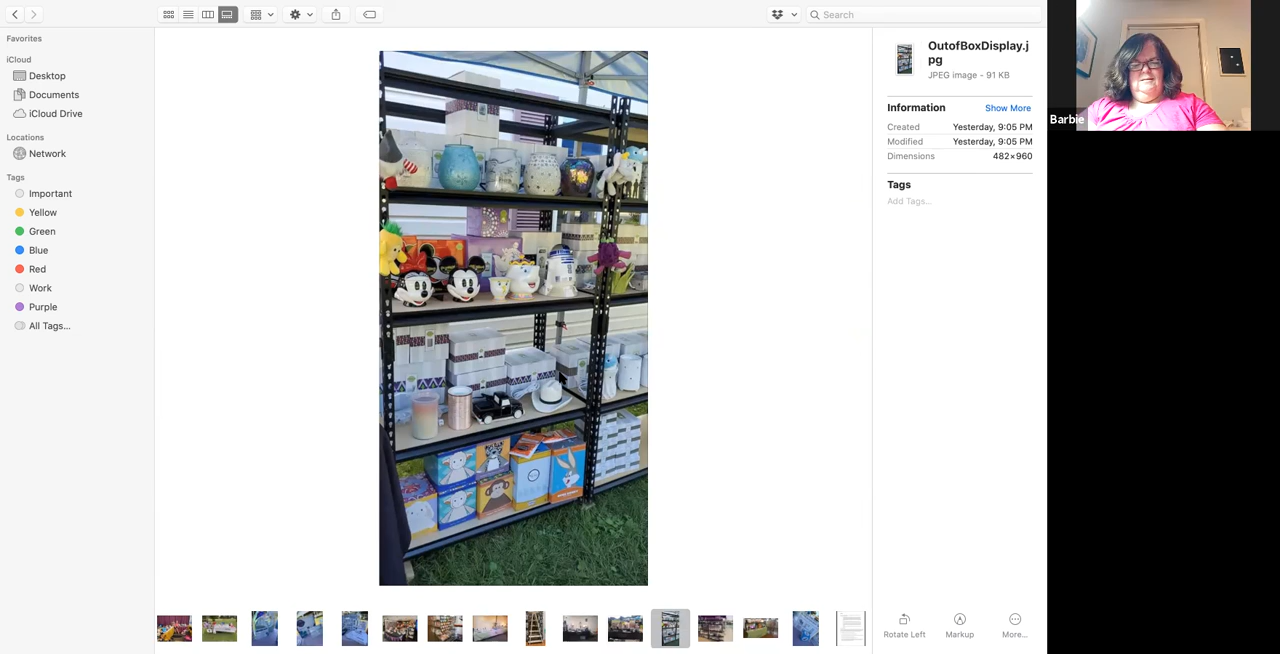 Search
Favorites
iCloud
Desktop
Documents
iCloud Drive
Locations
Network
Tags
Important
Yellow
Green
Blue
Red
Work
Purple
All Tags...
OutofBoxDisplay.j
pg
JPEG image - 91 KB
Information Show More
Created Yesterday, 9:05 PM
Modified Yesterday, 9:05 PM
Dimensions 482×960
Tags
Add Tags...
Rotate Left
Markup
More...
Barbie